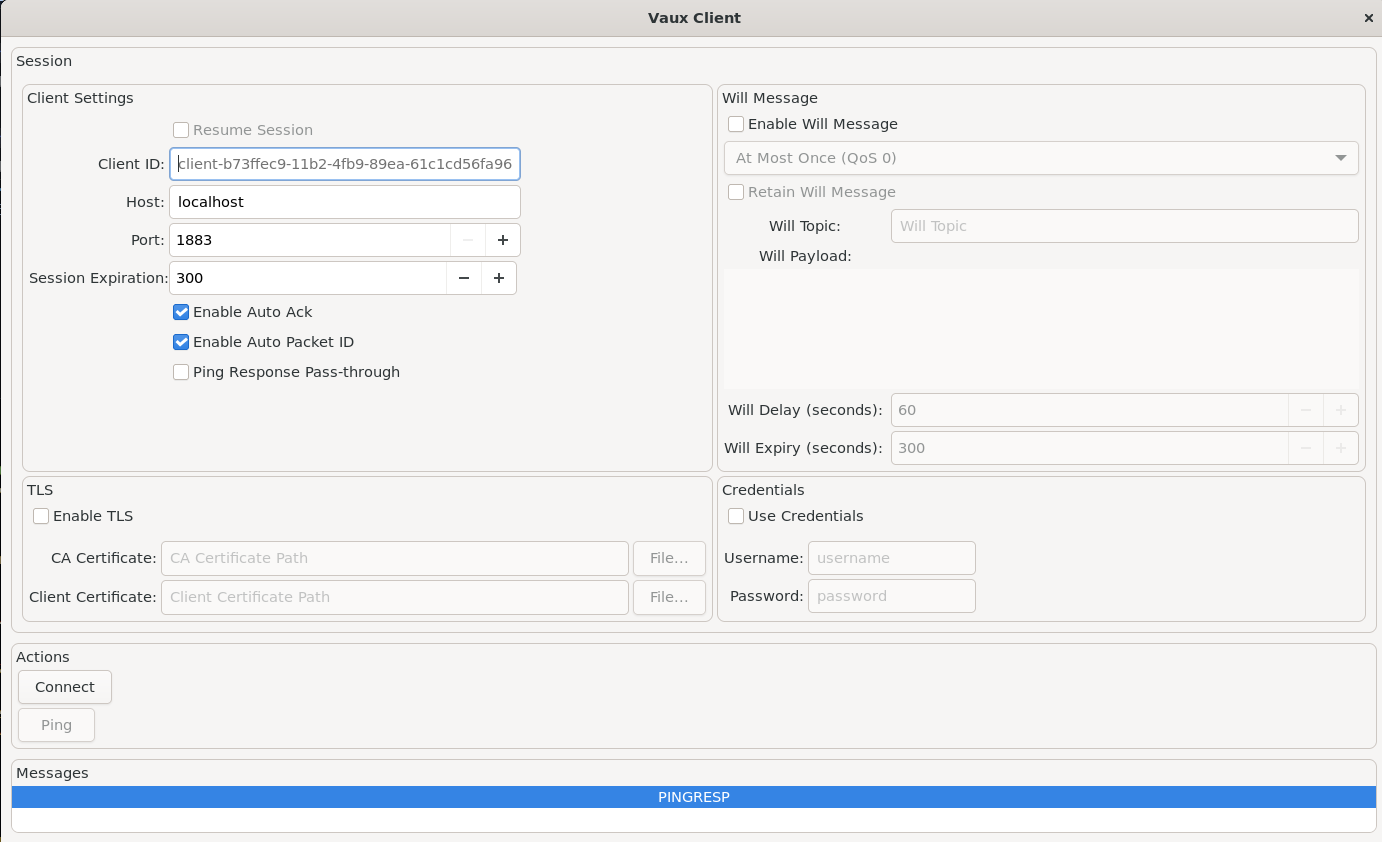 Vaux Client
Session
Client Settings
Resume Session
Client ID: client-b73ffec9-11b2-4fb9-89ea-61c1cd56fa96
Host: localhost
Port: 1883
Session Expiration: 300
Enable Auto Ack
Enable Auto Packet ID
Ping Response Pass-through
Will Message
Enable Will Message
At Most Once (QoS 0)
Retain Will Message
Will Topic: Will Topic
Will Payload:
Will Delay (seconds): 60
Will Expiry (seconds): 300
TLS
Enable TLS
CA Certificate: CA Certificate Path File...
Client Certificate: Client Certificate Path File...
Credentials
Use Credentials
Username: username
Password: password
Actions
Connect
Ping
Messages
PINGRESP